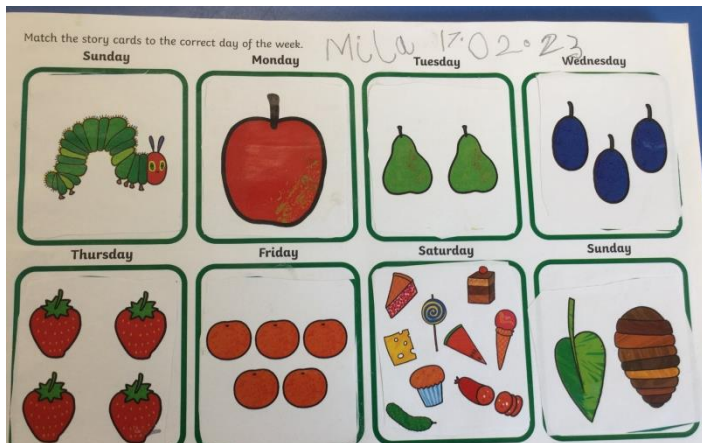 Match the story cards to the correct day of the week. Mila 17.02.23
Sunday Monday Tuesday Wednesday
Thursday Friday Saturday Sunday